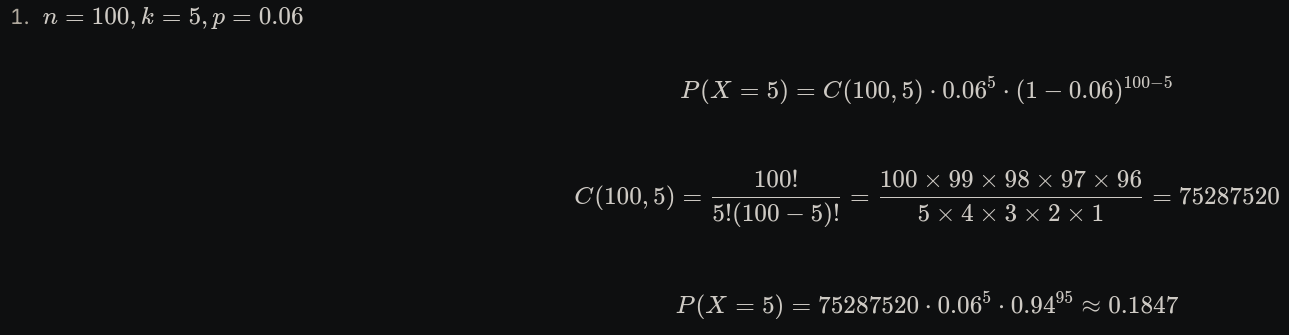 1. n = 100, k = 5, p = 0.06
P(X = 5) = C(100, 5) · 0.06^5 · (1 − 0.06)^{100−5}
C(100, 5) = \frac{100!}{5!(100 − 5)!} = \frac{100 × 99 × 98 × 97 × 96}{5 × 4 × 3 × 2 × 1} = 75287520
P(X = 5) = 75287520 · 0.06^5 · 0.94^{95} ≈ 0.1847